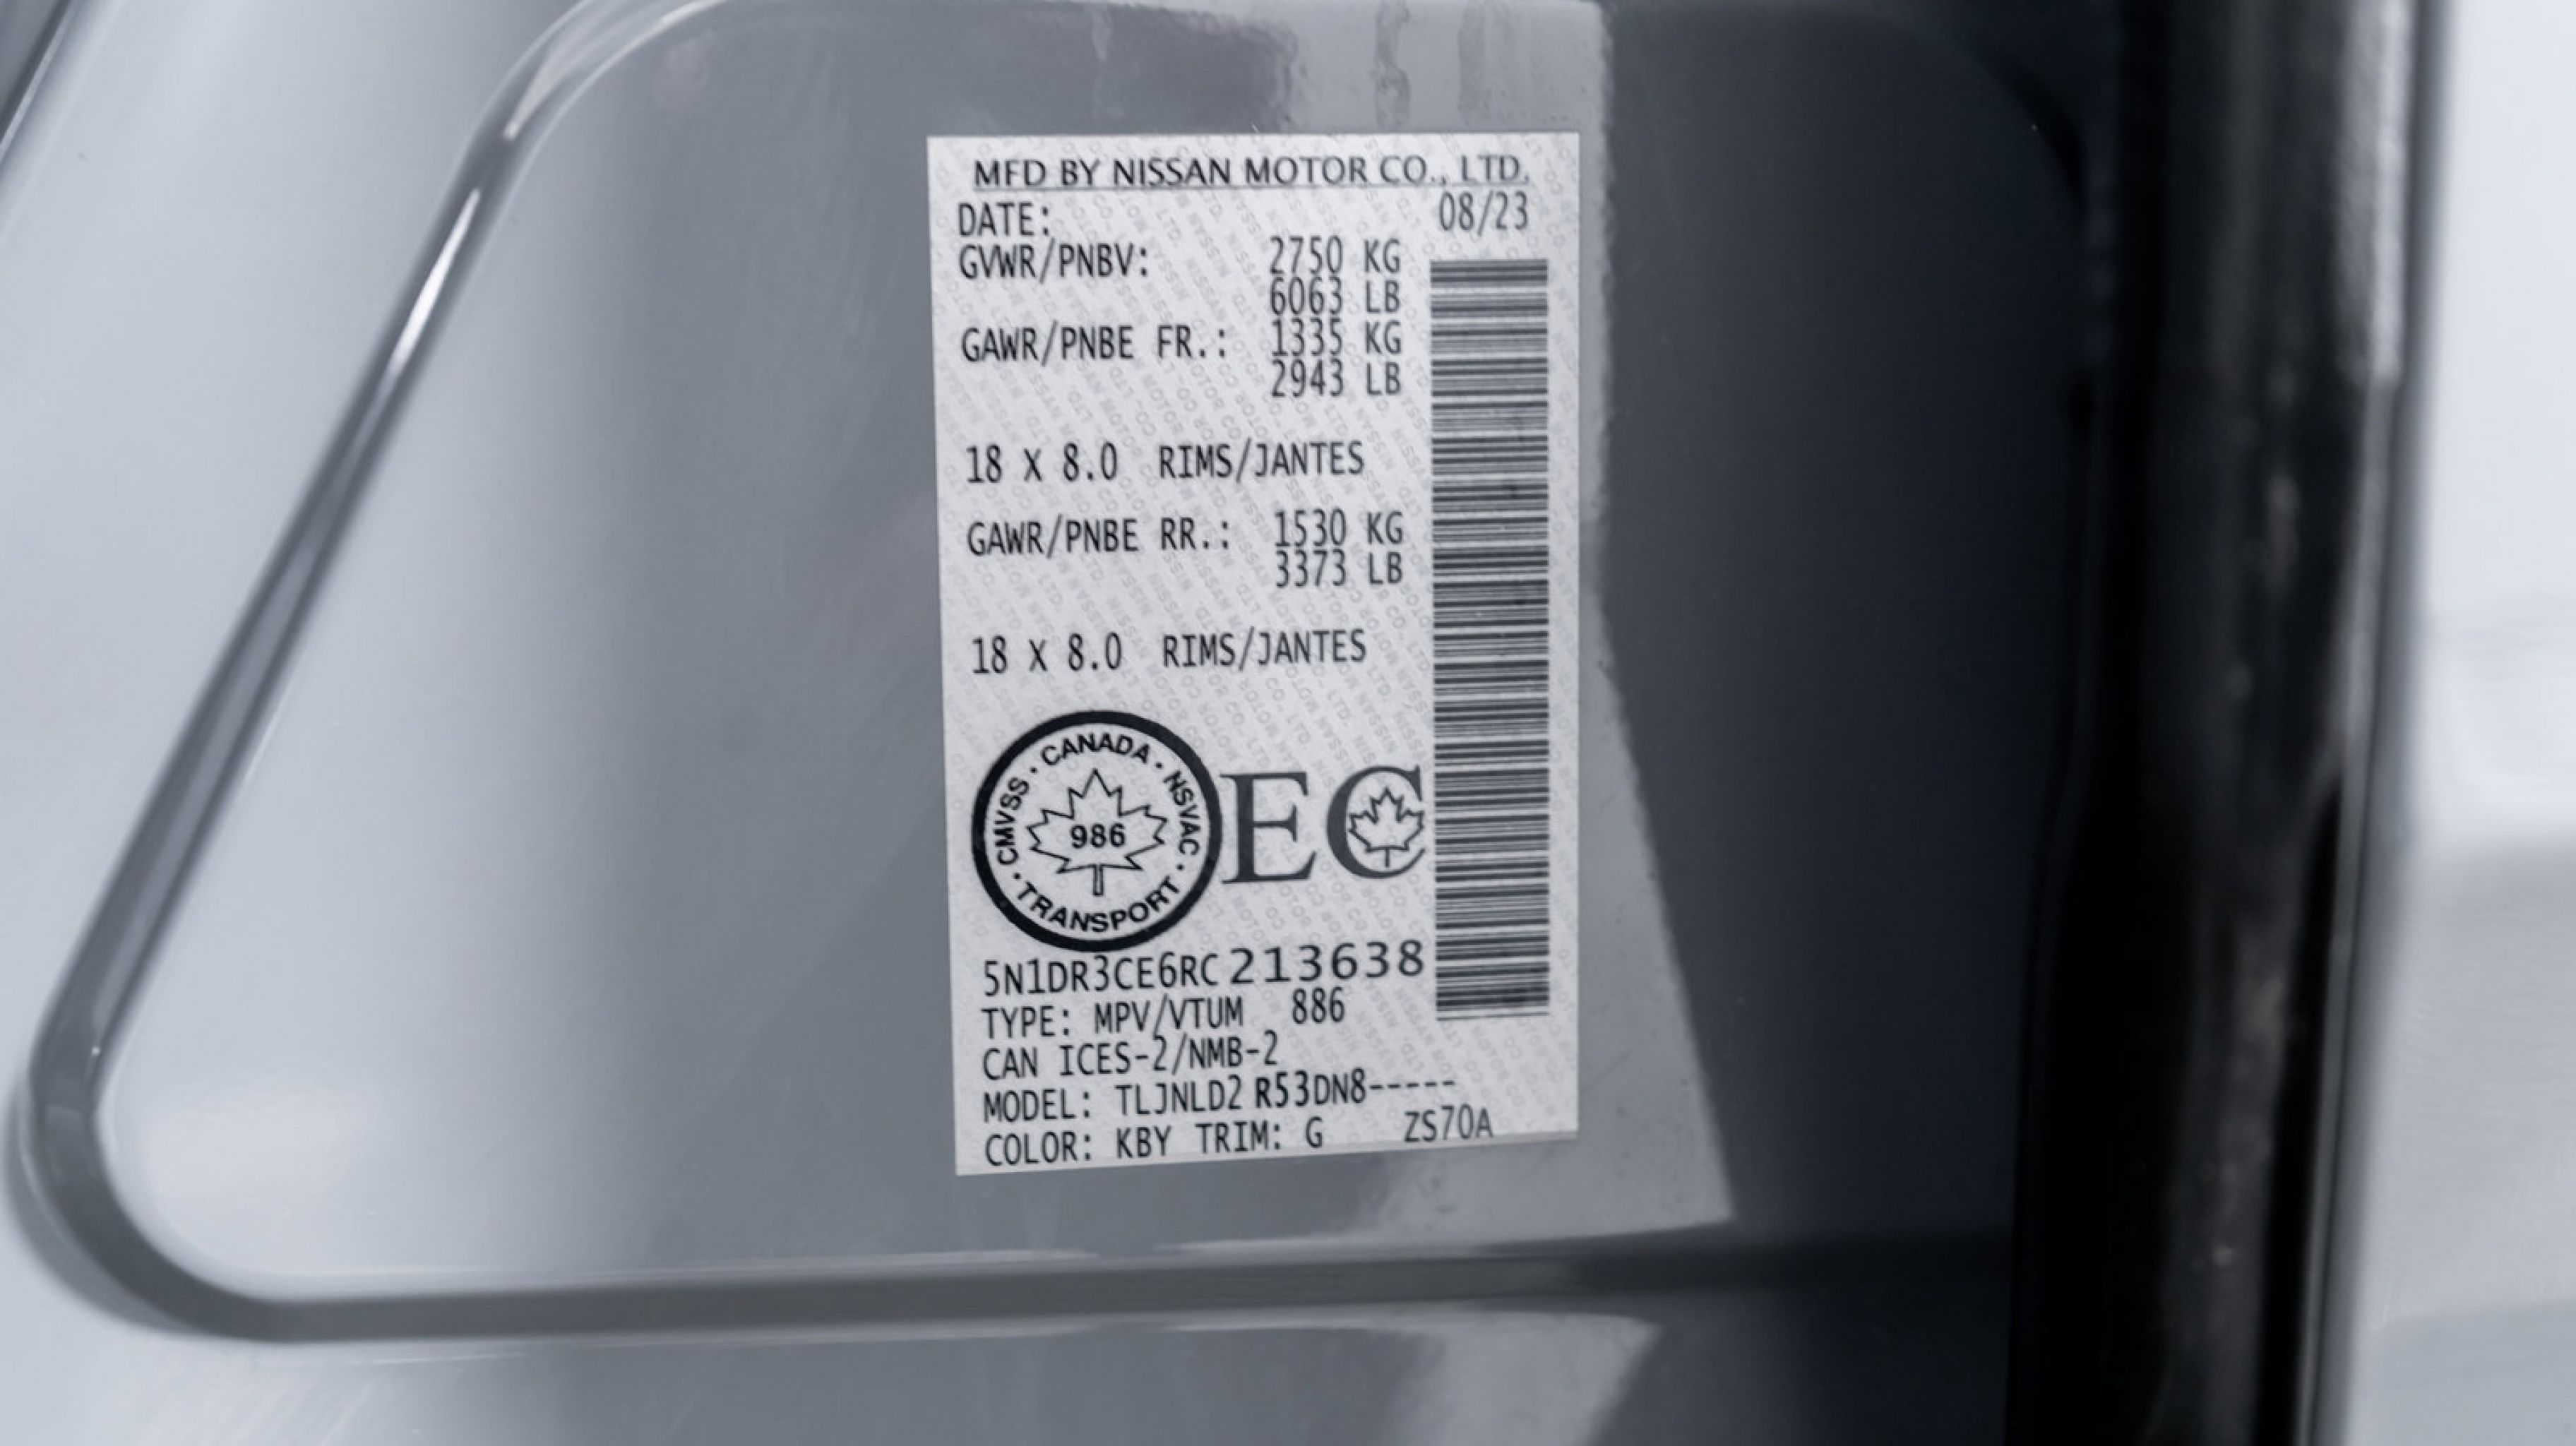 MFD BY NISSAN MOTOR CO., LTD.
DATE: 08/23
GVWR/PNBV: 2750 KG
6063 LB
GAWR/PNBE FR.: 1335 KG
2943 LB
18 X 8.0 RIMS/JANTES
GAWR/PNBE RR.: 1530 KG
3373 LB
18 X 8.0 RIMS/JANTES
CMVSS · CANADA · NSVAC · TRANSPORT ·
986
EC
5N1DR3CE6RC213638
TYPE: MPV/VTUM 886
CAN ICES-2/NMB-2
MODEL: TLJNLD2 R53DN8-----
COLOR: KBY TRIM: G ZS70A